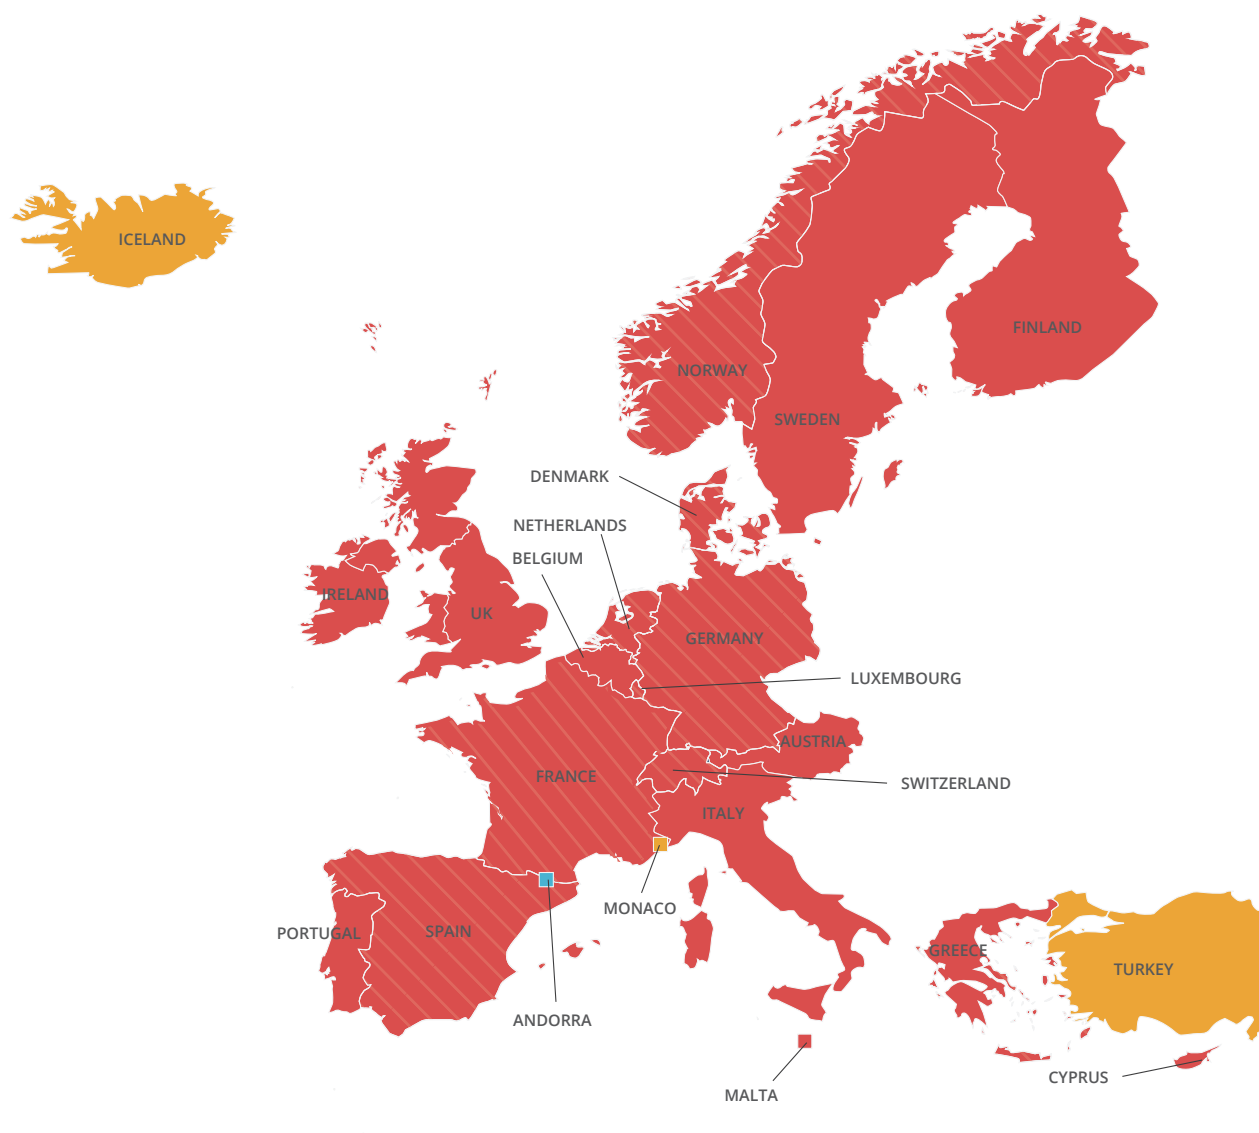 ICELAND
FINLAND
NORWAY
SWEDEN
DENMARK
NETHERLANDS
BELGIUM
IRELAND
UK
GERMANY
LUXEMBOURG
AUSTRIA
FRANCE
SWITZERLAND
ITALY
MONACO
PORTUGAL
SPAIN
GREECE
TURKEY
ANDORRA
CYPRUS
MALTA